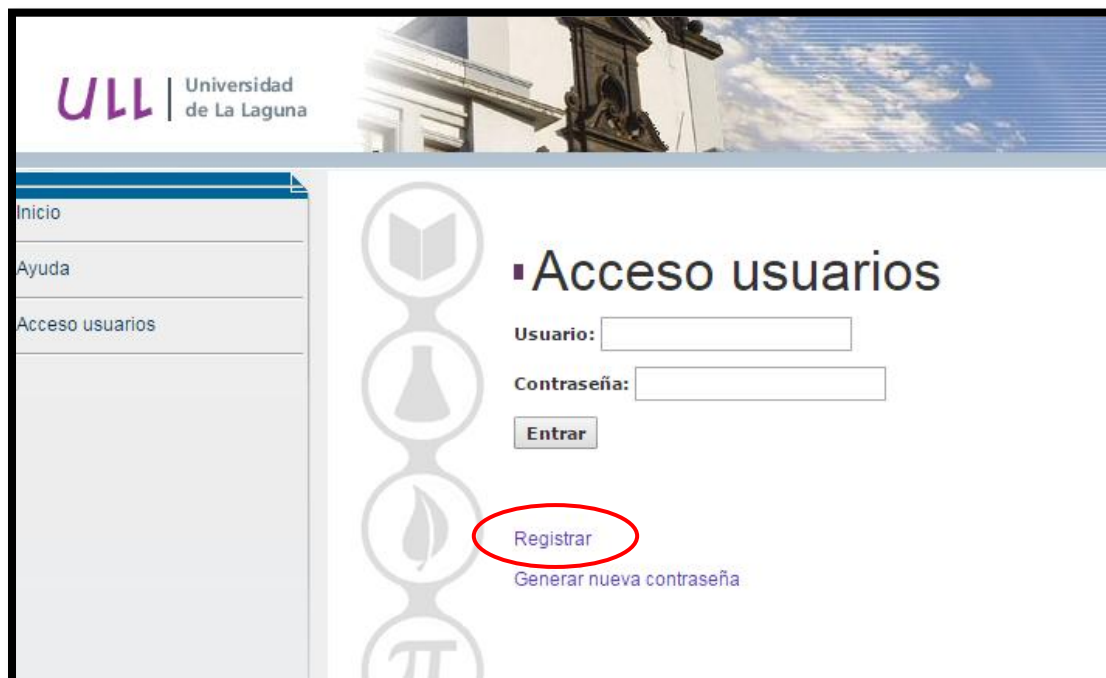 ULL
Universidad
de La Laguna
Inicio
Ayuda
Acceso usuarios
Acceso usuarios
Usuario:
Contraseña:
Entrar
Registrar
Generar nueva contraseña
π